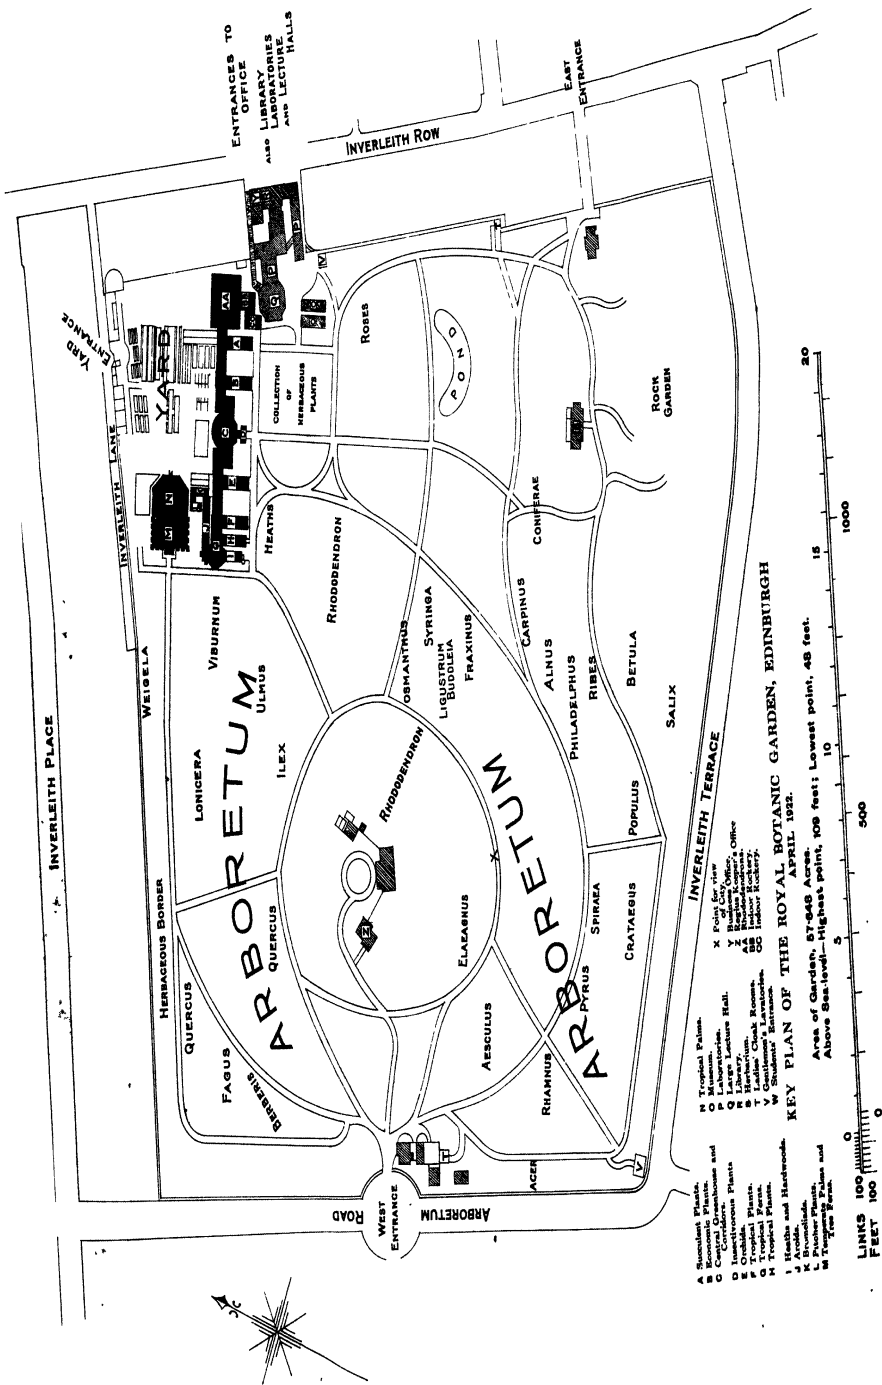 INVERLEITH PLACE
INVERLEITH LANE
YARD
ENTRANCE
YARD
ENTRANCES TO
OFFICE
ALSO LIBRARY
LABORATORIES
AND LECTURE
HALLS
INVERLEITH ROW
EAST
ENTRANCE
WEIGELA
HERBACEOUS BORDER
VIBURNUM
LONICERA
ULMUS
ILEX
ARBORETUM
QUERCUS
QUERCUS
FAGUS
BERBERIS
M
N
AA
A
B
C
D
E
F
G
H
I
J
Q
P
P
Y
V
COLLECTION
OF
HERBACEOUS
PLANTS
ROSES
HEATHS
RHODODENDRON
POND
OSMANTHUS
SYRINGA
LIGUSTRUM
BUDDLEIA
FRAXINUS
RHODODENDRON
Z
X
ELAEAGNUS
CONIFERAE
CARPINUS
ALNUS
PHILADELPHUS
RIBES
BETULA
SALIX
ROCK
GARDEN
ARBORETUM
POPULUS
SPIRAEA
CRATAEGUS
PYRUS
AESCULUS
RHAMNUS
ACER
T
V
WEST
ENTRANCE
ARBORETUM
ROAD
INVERLEITH TERRACE
A Succulent Plants.
B Economic Plants.
C Central Greenhouse and
Corridors.
D Insectivorous Plants
E Orchids.
F Tropical Plants.
G Tropical Ferns.
H Tropical Plants.
I Heaths and Hardwoods.
J Aroids.
K Bromeliads.
L Pitcher Plants.
M Temperate Palms and
Tree Ferns.
N Tropical Palms.
O Museum.
P Laboratories.
Q Large Lecture Hall.
R Library.
S Herbarium.
T Ladies' Cloak Rooms.
V Gentlemen's Lavatories.
W Students' Entrance.
X Point for view
of City.
Y Business Office.
Z Regius Keeper's Office
AA Rhododendrons.
BB Indoor Rockery.
CC Indoor Rockery.
KEY PLAN OF THE ROYAL BOTANIC GARDEN, EDINBURGH
APRIL 1922.
Area of Garden, 57·648 Acres.
Above Sea-level—Highest point, 109 feet; Lowest point, 48 feet.
LINKS 100 0 5 10 15 20
FEET 100 0 500 1000